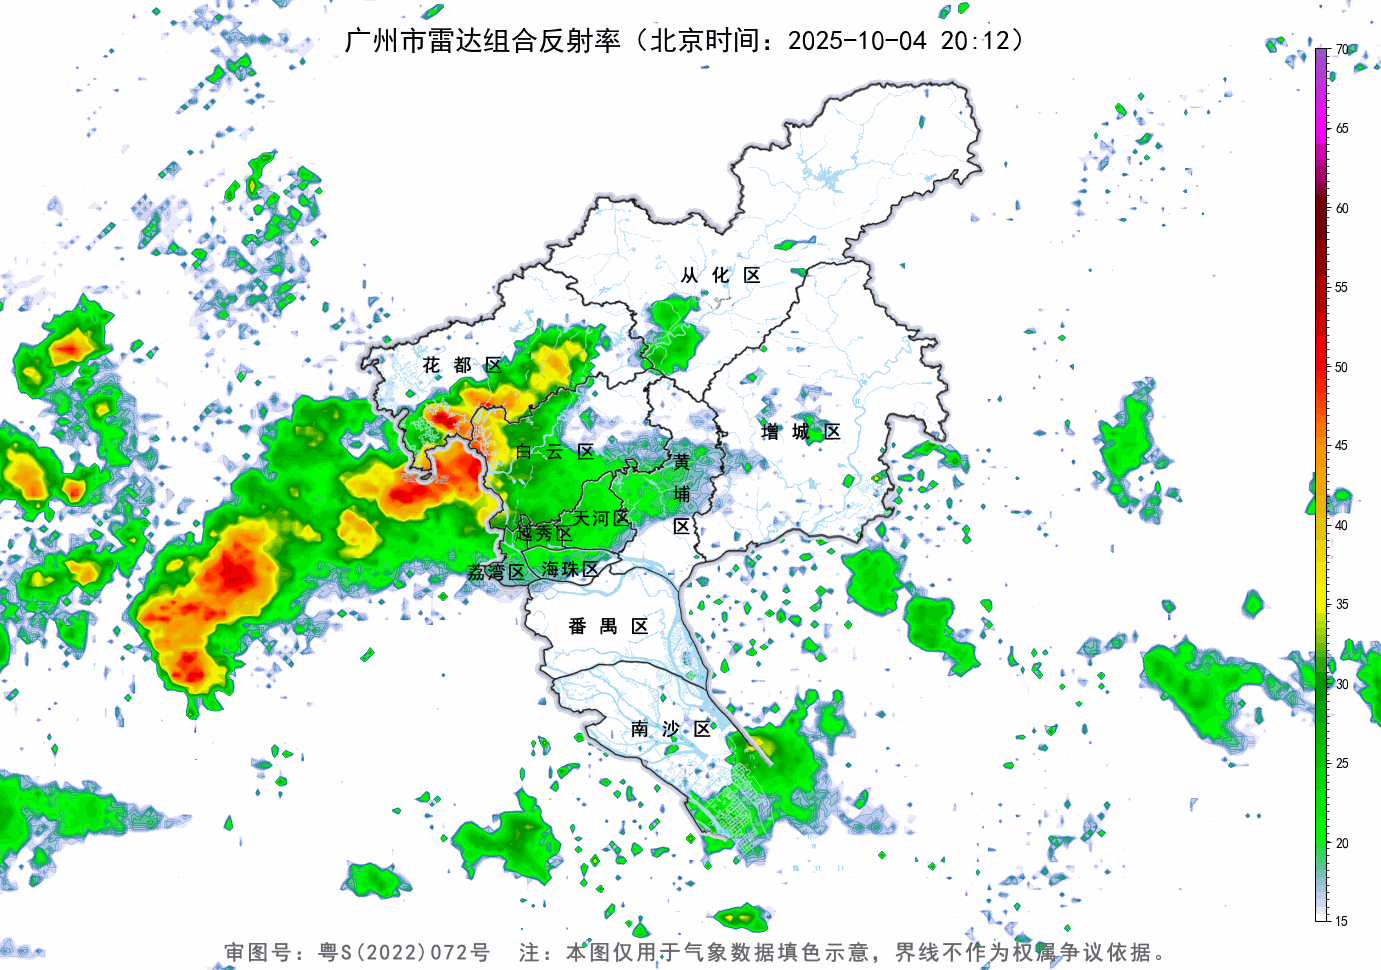 广州市雷达组合反射率（北京时间：2025-10-04 20:12）
70
65
60
55
50
45
40
35
30
25
20
15
从 化 区
花 都 区
增 城 区
白 云 区
黄
埔
区
天河区
越秀区
荔湾区
海珠区
番 禺 区
南 沙 区
审图号：粤S(2022)072号 注：本图仅用于气象数据填色示意，界线不作为权属争议依据。